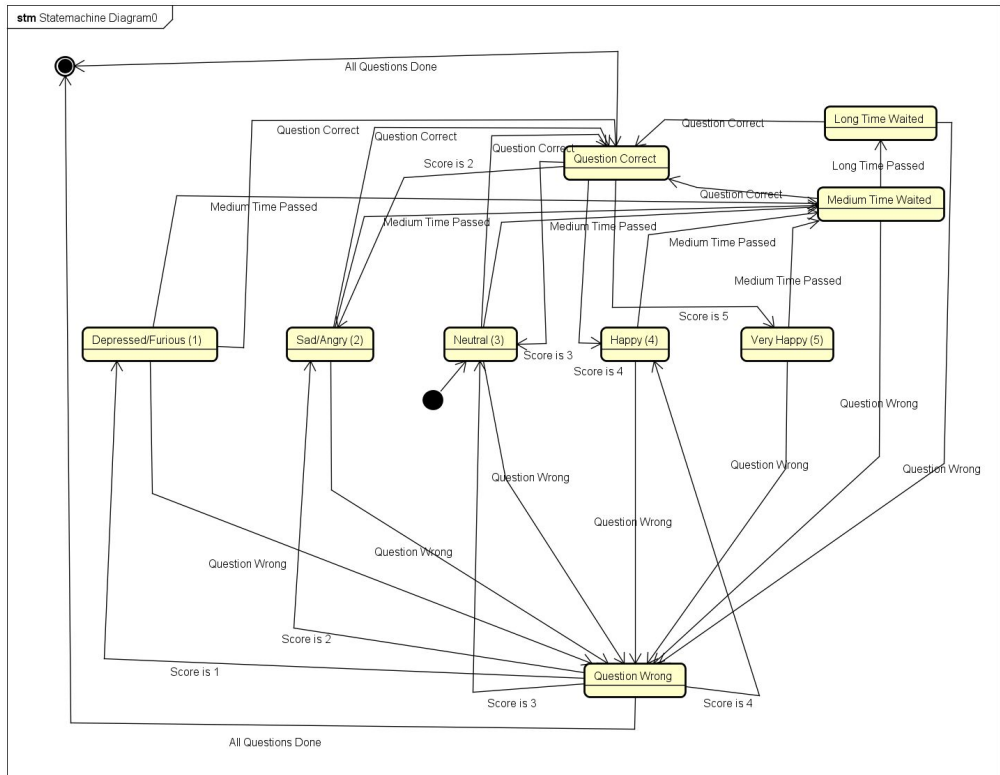 stm Statemachine Diagram0
All Questions Done
Long Time Waited
Question Correct
Question Correct
Question Correct
Question Correct
Question Correct
Score is 2
Long Time Passed
Question Correct
Medium Time Waited
Medium Time Passed
Medium Time Passed
Medium Time Passed
Medium Time Passed
Medium Time Passed
Score is 5
Depressed/Furious (1)
Sad/Angry (2)
Neutral (3)
Happy (4)
Very Happy (5)
Score is 3
Score is 4
Question Wrong
Question Wrong
Question Wrong
Question Wrong
Question Wrong
Question Wrong
Question Wrong
Score is 2
Score is 1
Question Wrong
Score is 3
Score is 4
All Questions Done